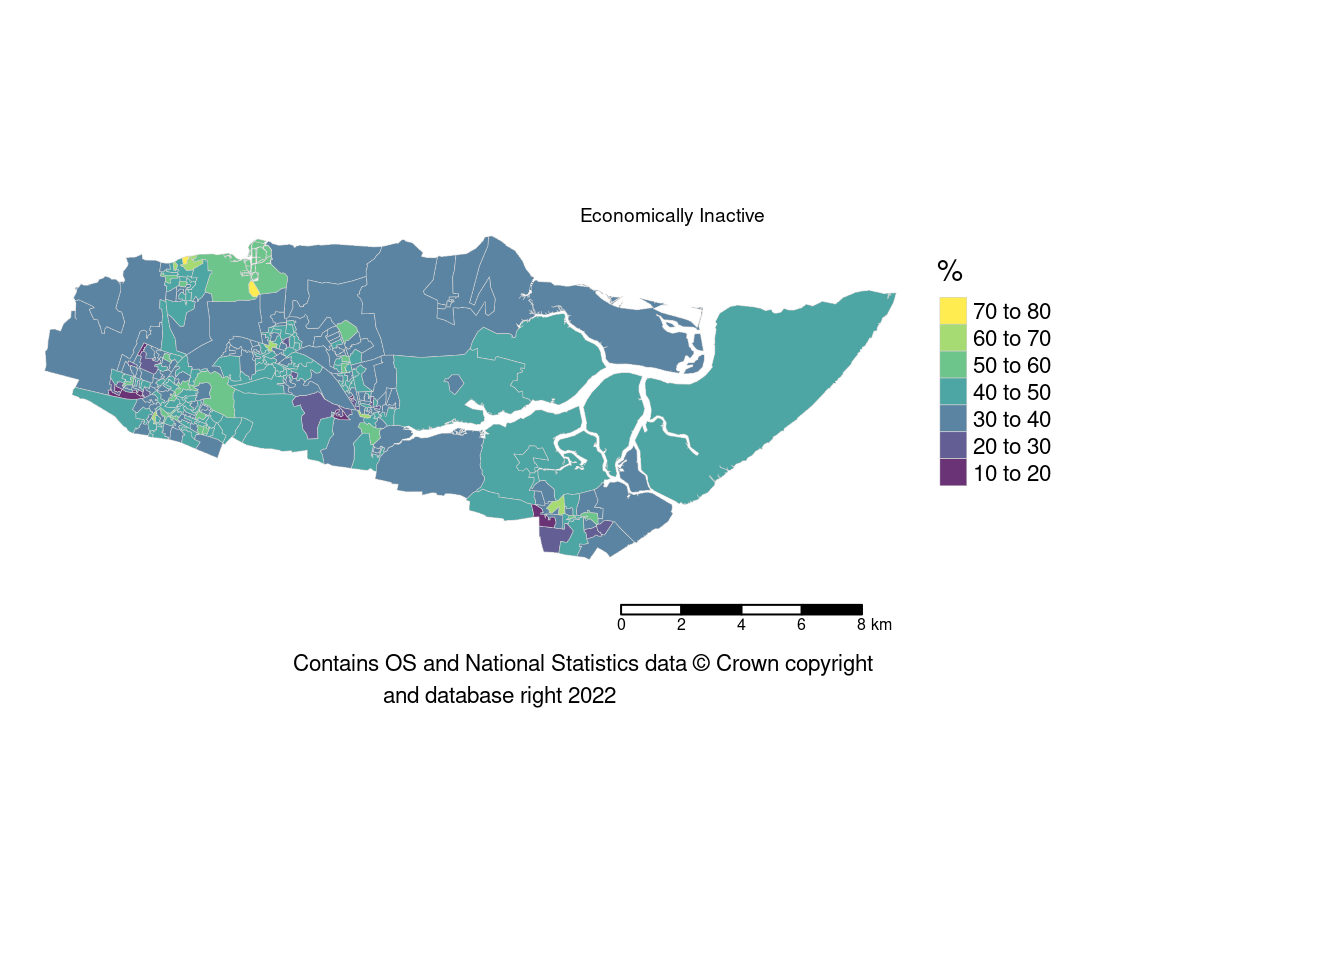 Economically Inactive
%
70 to 80
60 to 70
50 to 60
40 to 50
30 to 40
20 to 30
10 to 20
0 2 4 6 8 km
Contains OS and National Statistics data © Crown copyright
and database right 2022